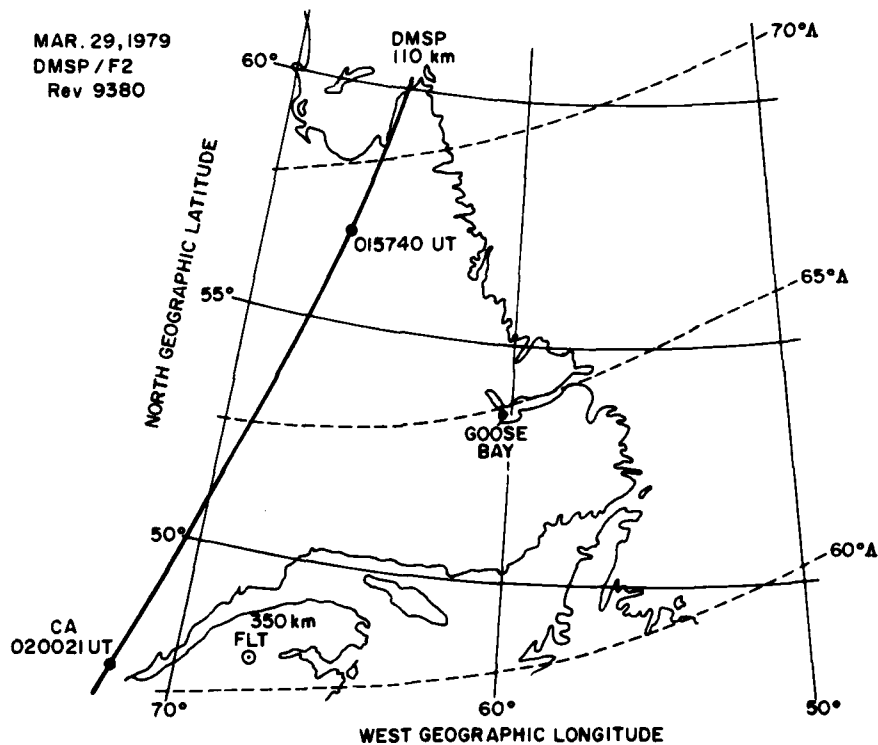 MAR. 29, 1979
DMSP / F2
Rev 9380
DMSP
110 km
60°
70°Λ
NORTH GEOGRAPHIC LATITUDE
015740 UT
55°
65°Λ
GOOSE
BAY
50°
60°Λ
CA
020021 UT
350 km
FLT
70°
60°
50°
WEST GEOGRAPHIC LONGITUDE